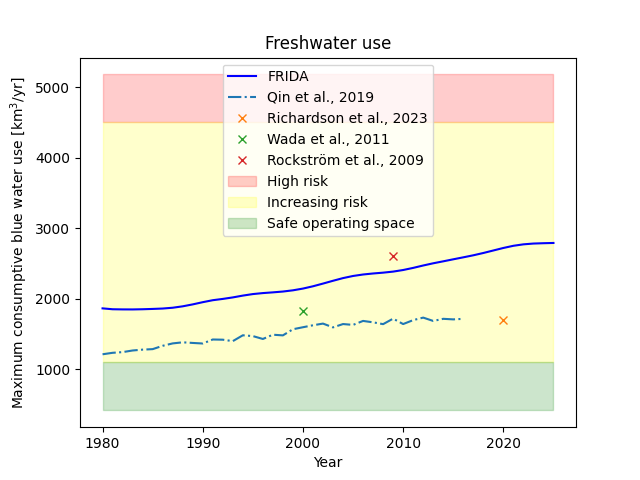 Freshwater use
Maximum consumptive blue water use [km³/yr]
5000
4000
3000
2000
1000
FRIDA
Qin et al., 2019
Richardson et al., 2023
Wada et al., 2011
Rockström et al., 2009
High risk
Increasing risk
Safe operating space
1980 1990 2000 2010 2020
Year